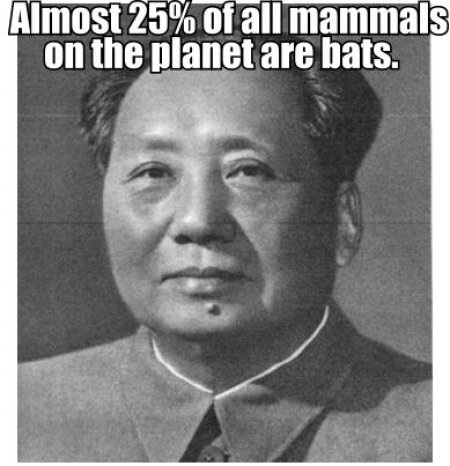 Almost 25% of all mammals
on the planet are bats.